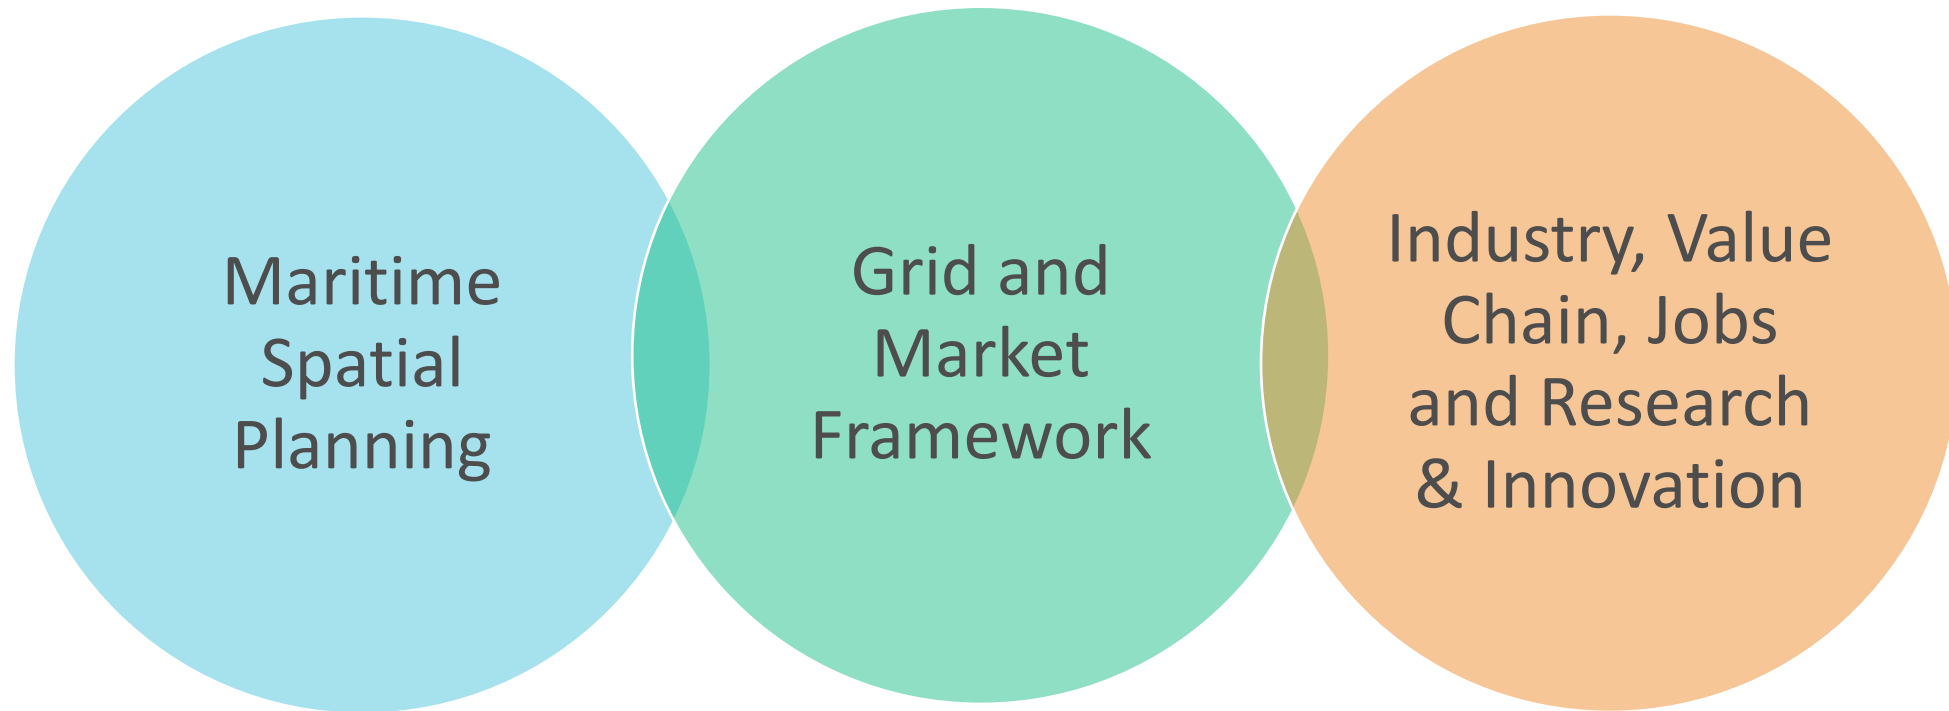 Maritime
Spatial
Planning
Grid and
Market
Framework
Industry, Value
Chain, Jobs
and Research
& Innovation